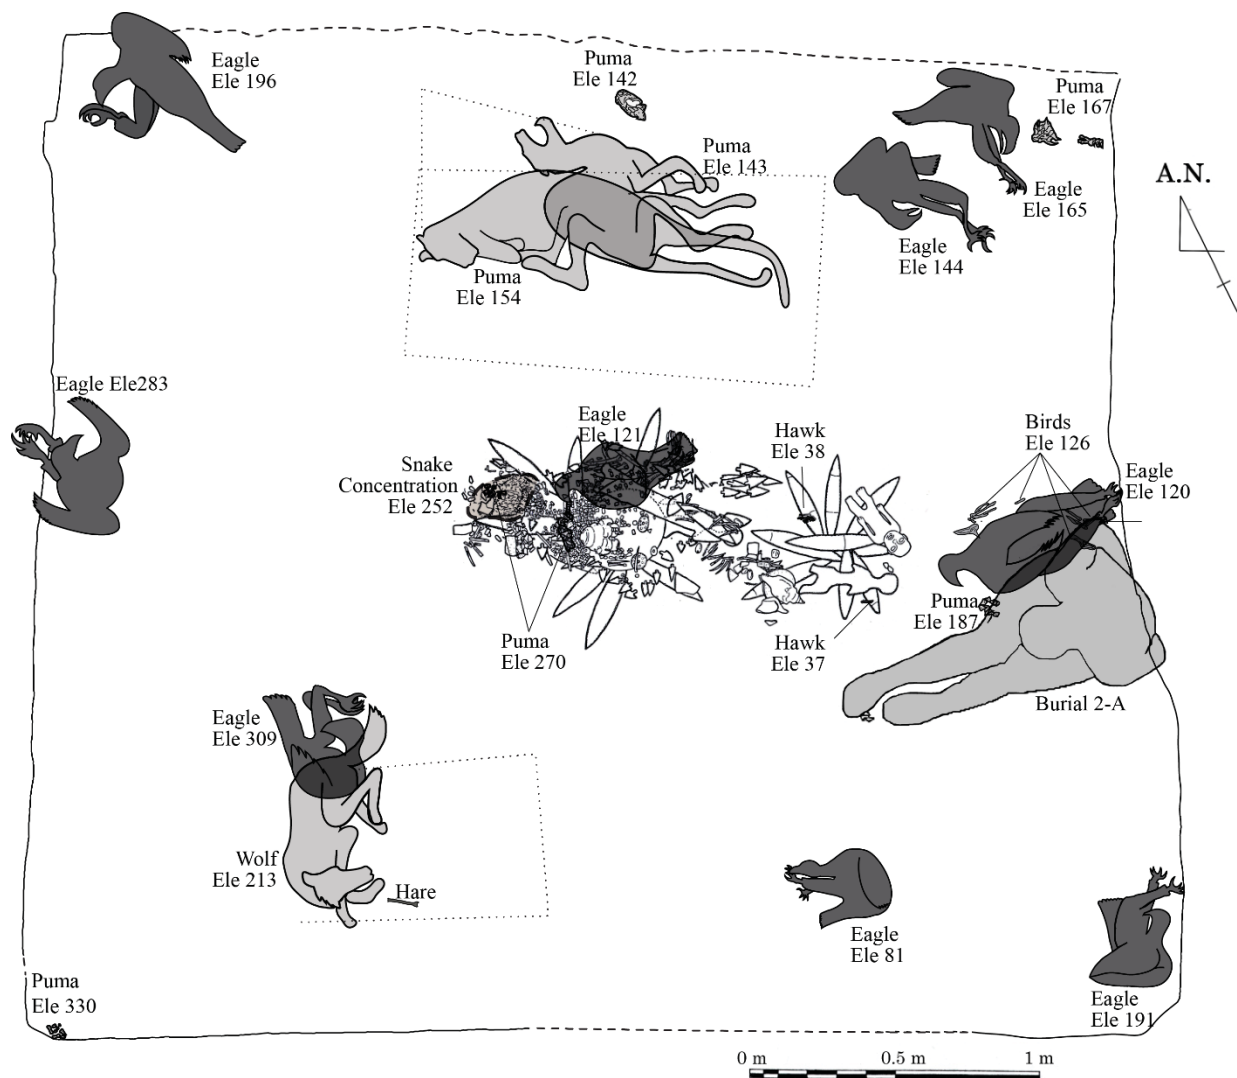 Eagle
Ele 196
Puma
Ele 142
Puma
Ele 167
Puma
Ele 143
A.N.
Eagle
Ele 165
Eagle
Ele 144
Puma
Ele 154
Eagle Ele283
Eagle
Ele 121
Hawk
Ele 38
Birds
Ele 126
Snake
Concentration
Ele 252
Eagle
Ele 120
Puma
Ele 187
Puma
Ele 270
Hawk
Ele 37
Burial 2-A
Eagle
Ele 309
Wolf
Ele 213
Hare
Eagle
Ele 81
Puma
Ele 330
Eagle
Ele 191
0 m 0.5 m 1 m